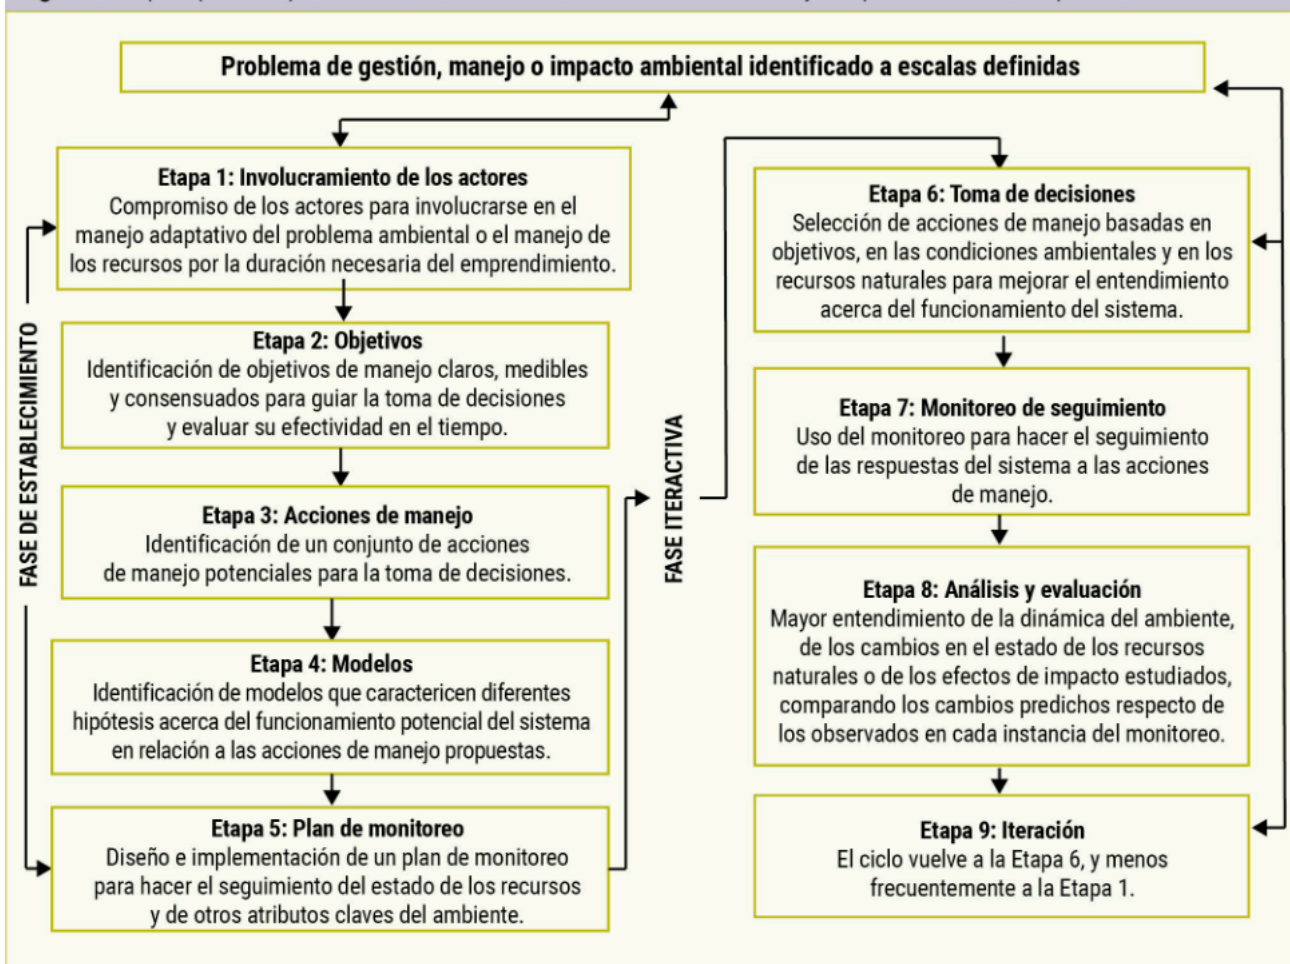 Problema de gestión, manejo o impacto ambiental identificado a escalas definidas
FASE DE ESTABLECIMIENTO
Etapa 1: Involucramiento de los actores
Compromiso de los actores para involucrarse en el
manejo adaptativo del problema ambiental o el manejo de
los recursos por la duración necesaria del emprendimiento.
Etapa 2: Objetivos
Identificación de objetivos de manejo claros, medibles
y consensuados para guiar la toma de decisiones
y evaluar su efectividad en el tiempo.
Etapa 3: Acciones de manejo
Identificación de un conjunto de acciones
de manejo potenciales para la toma de decisiones.
Etapa 4: Modelos
Identificación de modelos que caractericen diferentes
hipótesis acerca del funcionamiento potencial del sistema
en relación a las acciones de manejo propuestas.
Etapa 5: Plan de monitoreo
Diseño e implementación de un plan de monitoreo
para hacer el seguimiento del estado de los recursos
y de otros atributos claves del ambiente.
FASE ITERACTIVA
Etapa 6: Toma de decisiones
Selección de acciones de manejo basadas en
objetivos, en las condiciones ambientales y en los
recursos naturales para mejorar el entendimiento
acerca del funcionamiento del sistema.
Etapa 7: Monitoreo de seguimiento
Uso del monitoreo para hacer el seguimiento
de las respuestas del sistema a las acciones
de manejo.
Etapa 8: Análisis y evaluación
Mayor entendimiento de la dinámica del ambiente,
de los cambios en el estado de los recursos
naturales o de los efectos de impacto estudiados,
comparando los cambios predichos respecto de
los observados en cada instancia del monitoreo.
Etapa 9: Iteración
El ciclo vuelve a la Etapa 6, y menos
frecuentemente a la Etapa 1.